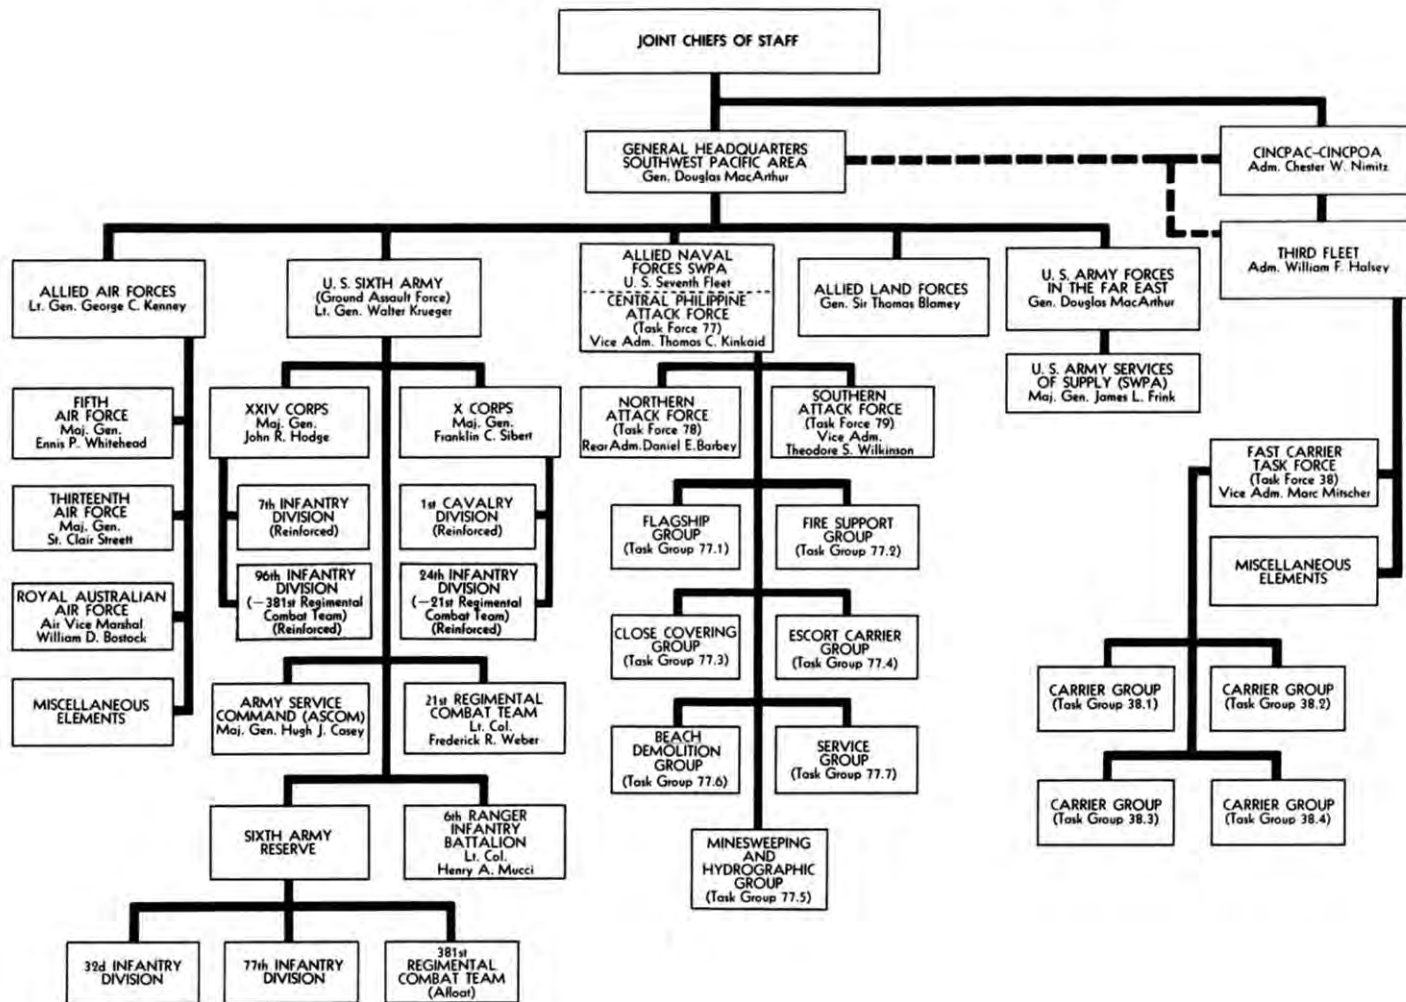 JOINT CHIEFS OF STAFF
GENERAL HEADQUARTERS
SOUTHWEST PACIFIC AREA
Gen. Douglas MacArthur
CINCPAC–CINCPOA
Adm. Chester W. Nimitz
THIRD FLEET
Adm. William F. Halsey
ALLIED AIR FORCES
Lt. Gen. George C. Kenney
U. S. SIXTH ARMY
(Ground Assault Force)
Lt. Gen. Walter Krueger
ALLIED NAVAL
FORCES SWPA
U. S. Seventh Fleet
CENTRAL PHILIPPINE
ATTACK FORCE
(Task Force 77)
Vice Adm. Thomas C. Kinkaid
ALLIED LAND FORCES
Gen. Sir Thomas Blamey
U. S. ARMY FORCES
IN THE FAR EAST
Gen. Douglas MacArthur
U. S. ARMY SERVICES
OF SUPPLY (SWPA)
Maj. Gen. James L. Frink
FIFTH
AIR FORCE
Maj. Gen.
Ennis P. Whitehead
THIRTEENTH
AIR FORCE
Maj. Gen.
St. Clair Streett
ROYAL AUSTRALIAN
AIR FORCE
Air Vice Marshal
William D. Bostock
MISCELLANEOUS
ELEMENTS
XXIV CORPS
Maj. Gen.
John R. Hodge
X CORPS
Maj. Gen.
Franklin C. Sibert
7th INFANTRY
DIVISION
(Reinforced)
1st CAVALRY
DIVISION
(Reinforced)
96th INFANTRY
DIVISION
(–381st Regimental
Combat Team)
(Reinforced)
24th INFANTRY
DIVISION
(–21st Regimental
Combat Team)
(Reinforced)
ARMY SERVICE
COMMAND (ASCOM)
Maj. Gen. Hugh J. Casey
21st REGIMENTAL
COMBAT TEAM
Lt. Col.
Frederick R. Weber
SIXTH ARMY
RESERVE
6th RANGER
INFANTRY
BATTALION
Lt. Col.
Henry A. Mucci
32d INFANTRY
DIVISION
77th INFANTRY
DIVISION
381st
REGIMENTAL
COMBAT TEAM
(Afloat)
NORTHERN
ATTACK FORCE
(Task Force 78)
Rear Adm. Daniel E. Barbey
SOUTHERN
ATTACK FORCE
(Task Force 79)
Vice Adm.
Theodore S. Wilkinson
FLAGSHIP
GROUP
(Task Group 77.1)
FIRE SUPPORT
GROUP
(Task Group 77.2)
CLOSE COVERING
GROUP
(Task Group 77.3)
ESCORT CARRIER
GROUP
(Task Group 77.4)
BEACH
DEMOLITION
GROUP
(Task Group 77.6)
SERVICE
GROUP
(Task Group 77.7)
MINESWEEPING
AND
HYDROGRAPHIC
GROUP
(Task Group 77.5)
FAST CARRIER
TASK FORCE
(Task Force 38)
Vice Adm. Marc Mitscher
MISCELLANEOUS
ELEMENTS
CARRIER GROUP
(Task Group 38.1)
CARRIER GROUP
(Task Group 38.2)
CARRIER GROUP
(Task Group 38.3)
CARRIER GROUP
(Task Group 38.4)